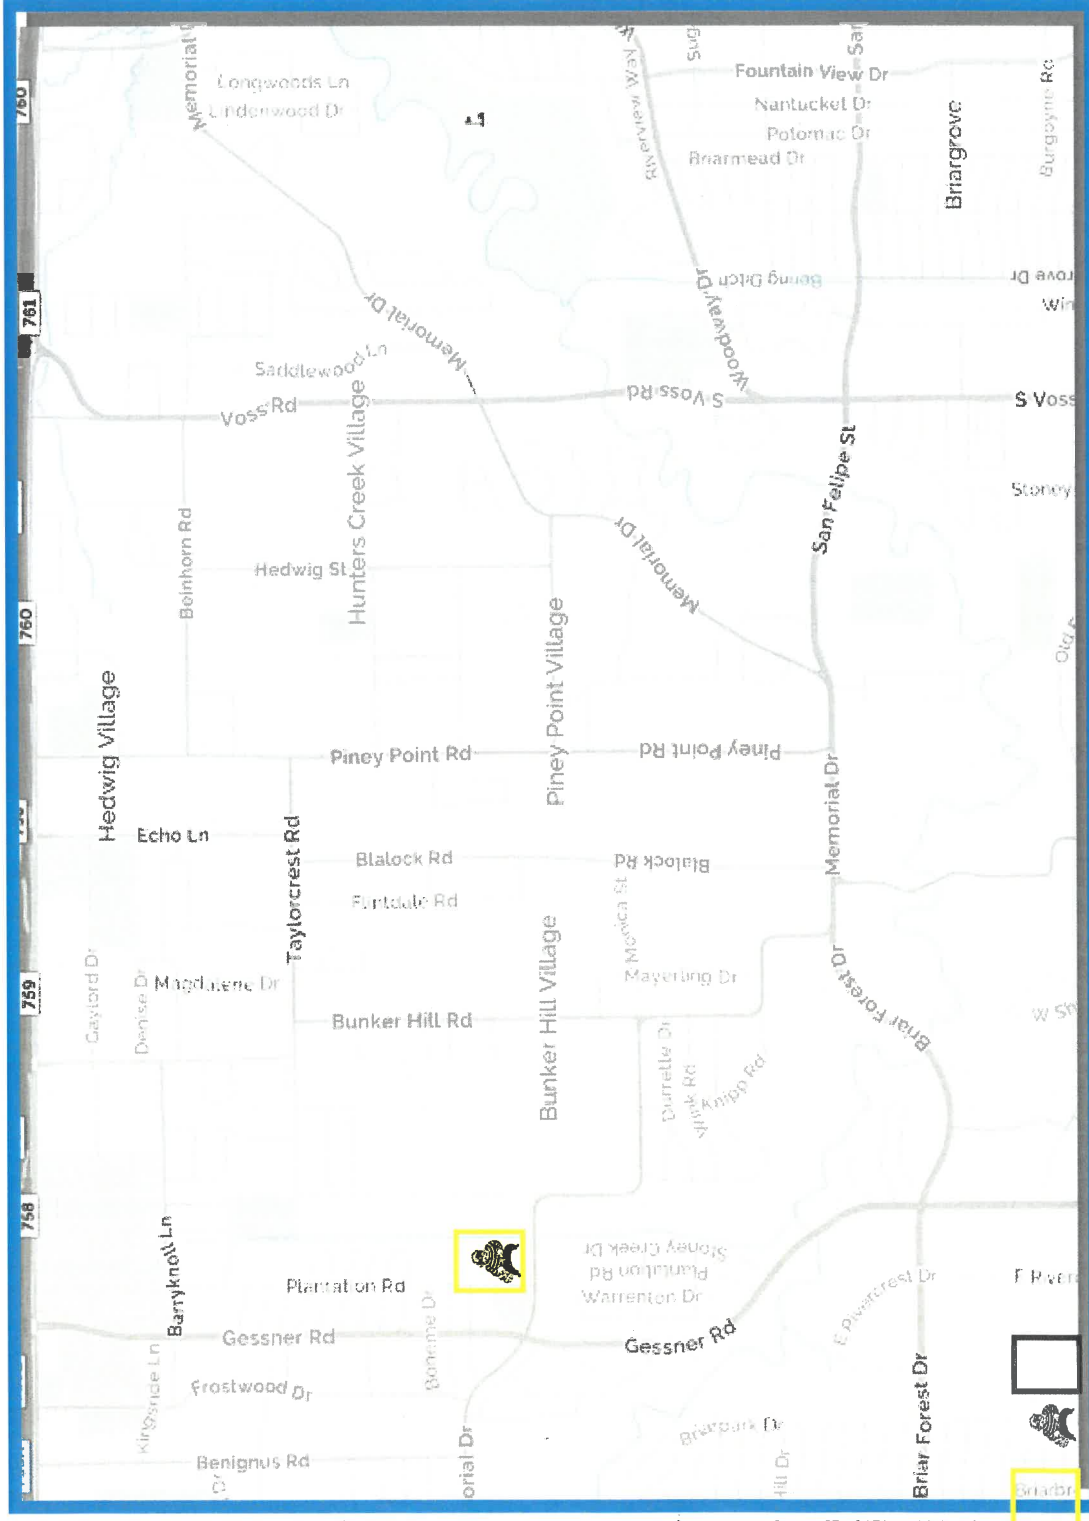 Memorial
Longwoods Ln
Lindenwood Dr
760
Riverview Way
Fountain View Dr
Nantucket Dr
Potomac Dr
Briarmead Dr
Briargrove
Burgoyne Rd
Bering Ditch
761
Memorial Dr
Woodway Dr
Saddlewood Ln
Voss Rd
S Voss Rd
S Voss
Hunters Creek Village
San Felipe St
Stoney
Beinhorn Rd
Hedwig St
Memorial Dr
760
Piney Point Village
Hedwig Village
Piney Point Rd
Piney Point Rd
Memorial Dr
Echo Ln
Taylorcrest Rd
Blalock Rd
Blalock Rd
Flintdale Rd
Monica St
Bunker Hill Village
Gaylord Dr
Denise Dr
Magdalene Dr
Mayerling Dr
759
Briar Forest Dr
Bunker Hill Rd
Durrette Dr
Knipp Rd
758
Barryknoll Ln
Stoney Creek Dr
Plantation Rd
Plantation Rd
Warrenton Dr
E Rivercrest Dr
Gessner Rd
Gessner Rd
Boheme Dr
Kingsride Ln
Frostwood Dr
Briar Forest Dr
Briarpark Dr
Benignus Rd
orial Dr
Briarbr